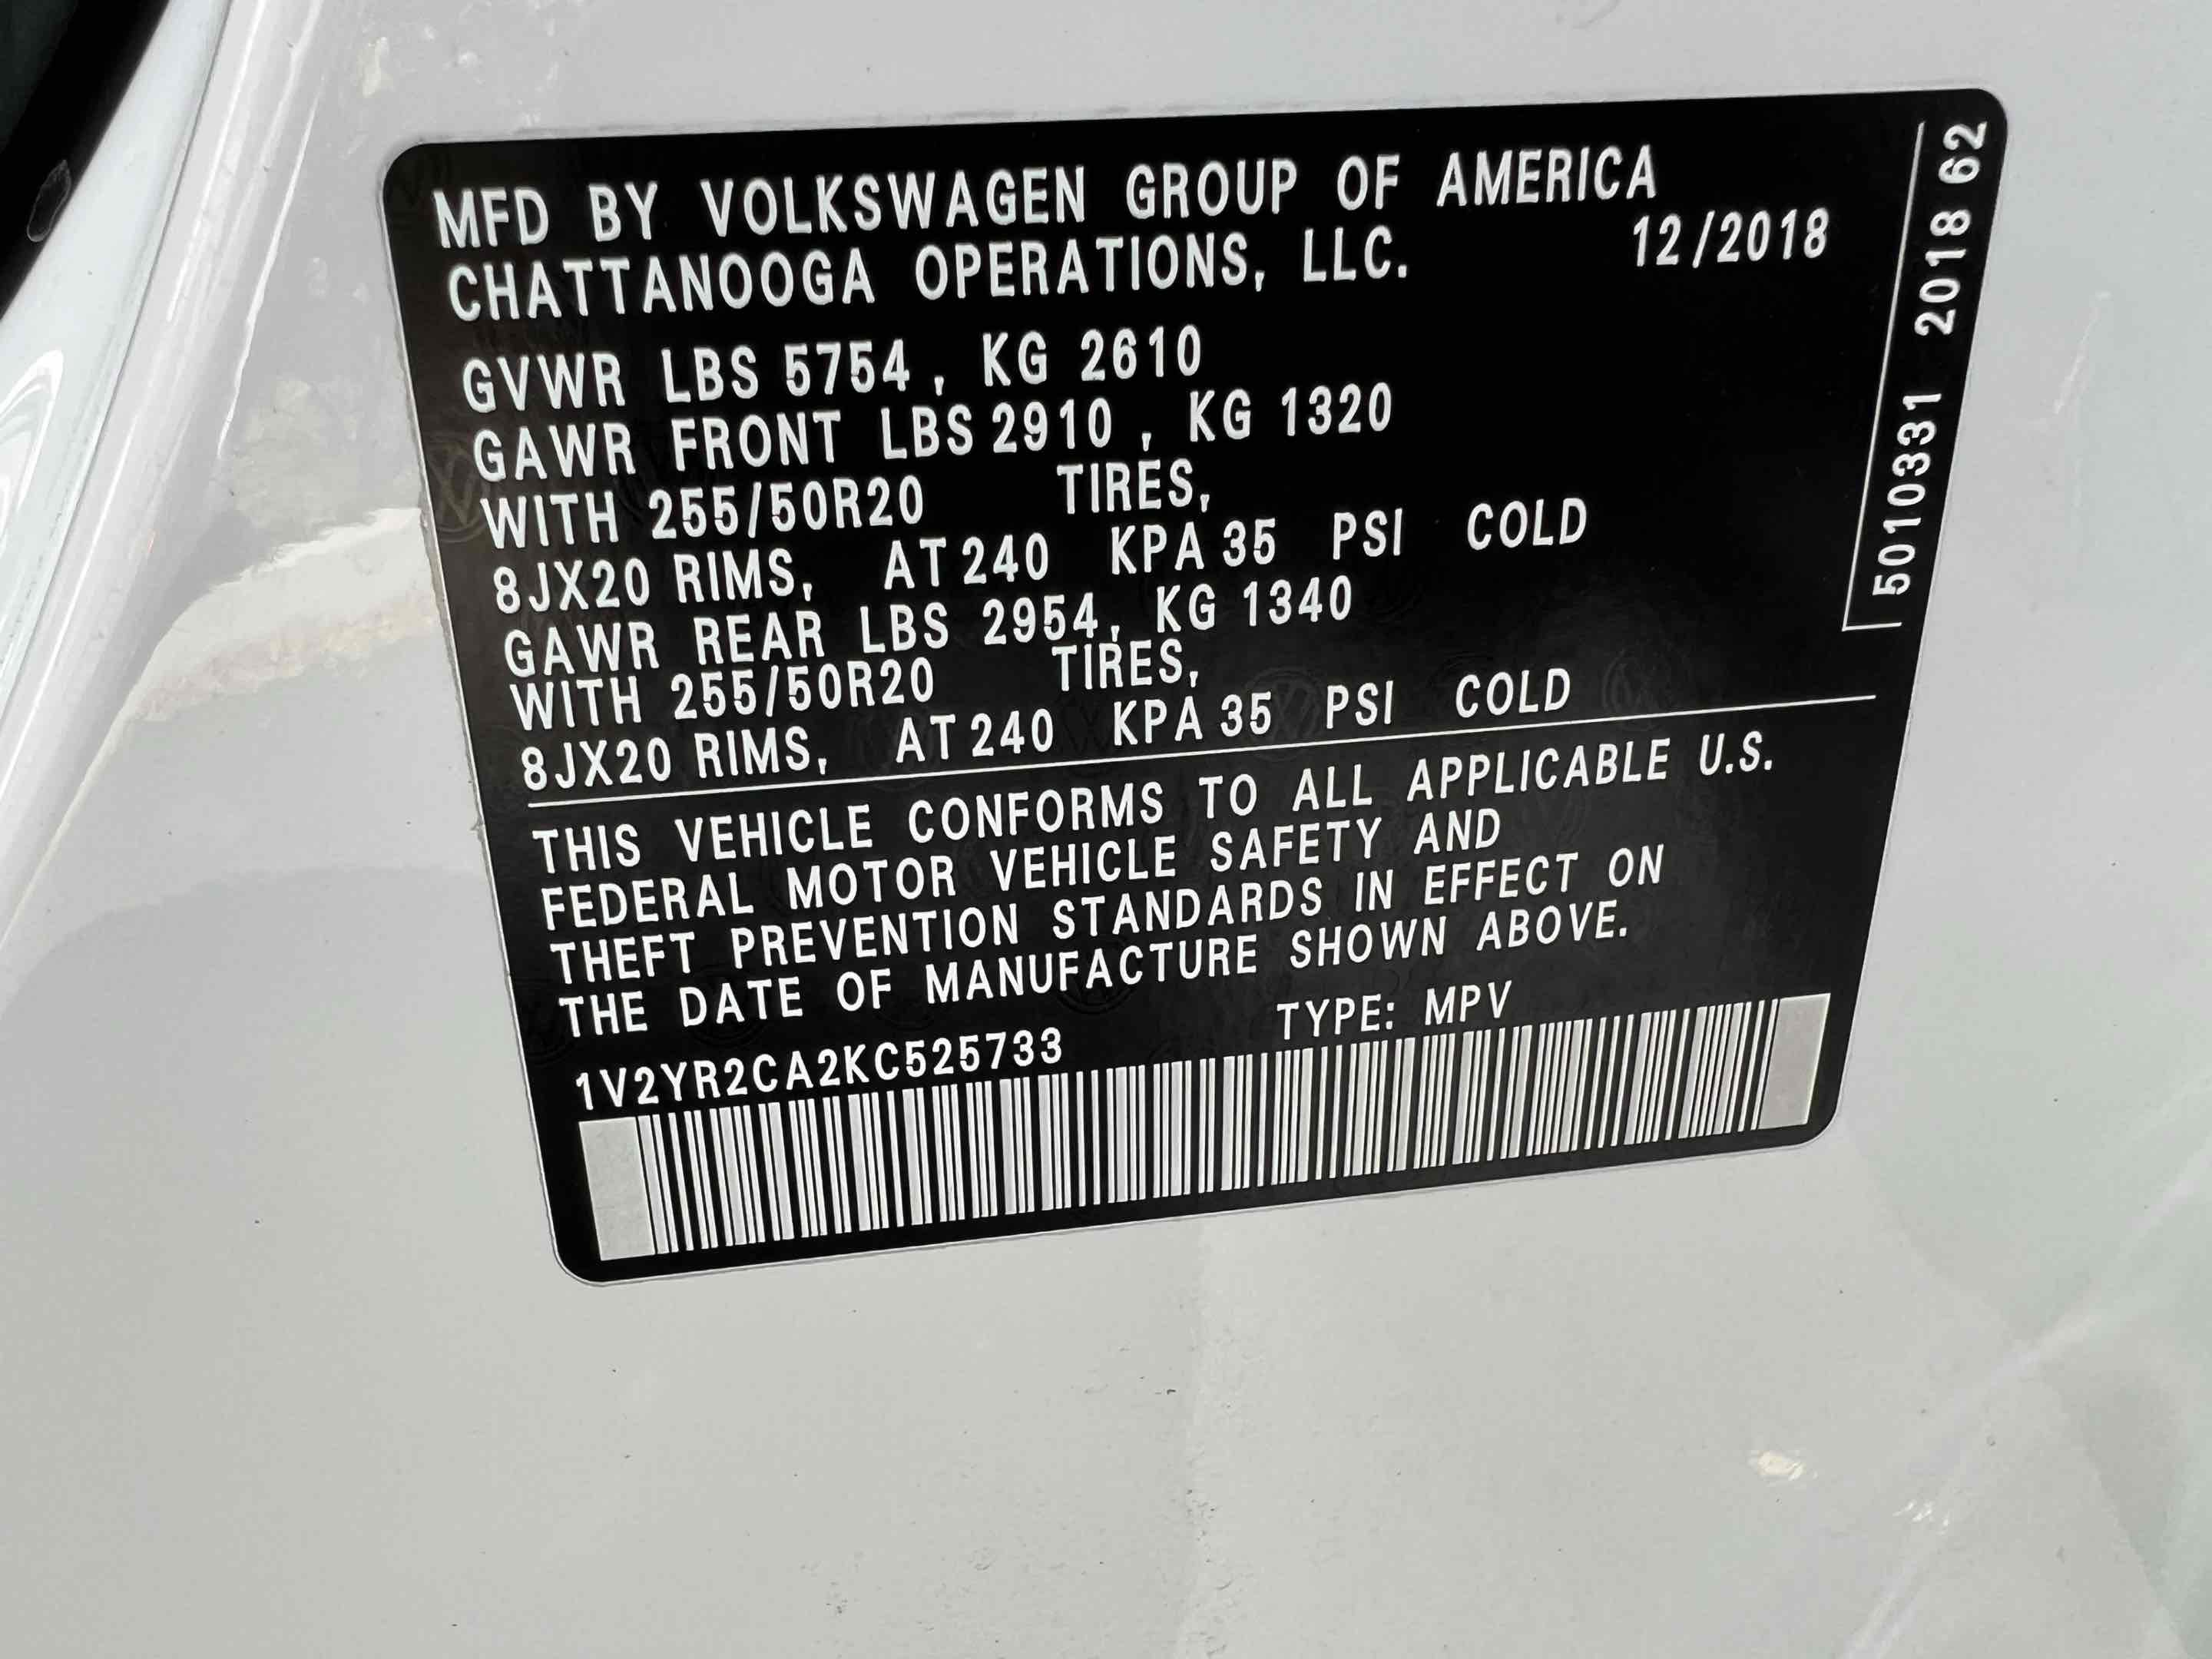 MFD BY VOLKSWAGEN GROUP OF AMERICA
CHATTANOOGA OPERATIONS, LLC. 12/2018
GVWR LBS 5754, KG 2610
GAWR FRONT LBS 2910, KG 1320
WITH 255/50R20 TIRES,
8JX20 RIMS, AT 240 KPA 35 PSI COLD
GAWR REAR LBS 2954, KG 1340
WITH 255/50R20 TIRES,
8JX20 RIMS, AT 240 KPA 35 PSI COLD
THIS VEHICLE CONFORMS TO ALL APPLICABLE U.S.
FEDERAL MOTOR VEHICLE SAFETY AND
THEFT PREVENTION STANDARDS IN EFFECT ON
THE DATE OF MANUFACTURE SHOWN ABOVE.
1V2YR2CA2KC525733 TYPE: MPV
5010331 2018 62